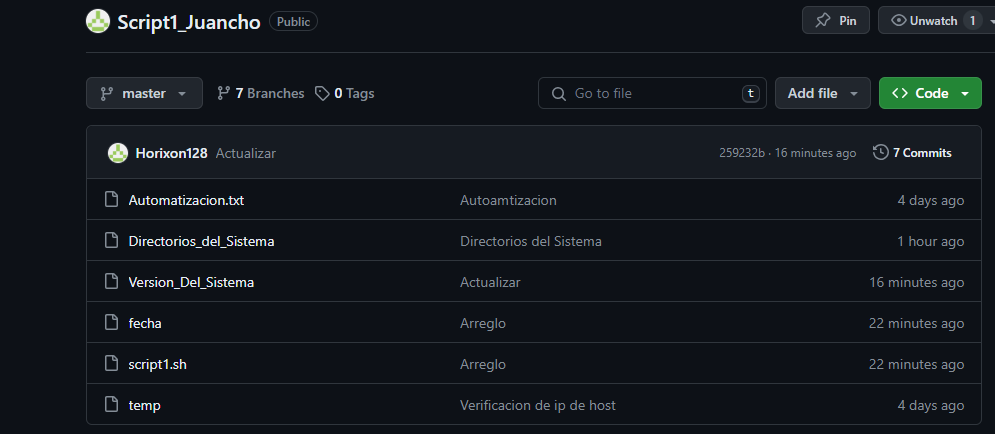 Script1_Juancho Public Pin Unwatch 1
master 7 Branches 0 Tags Go to file t Add file Code
Horixon128 Actualizar 259232b · 16 minutes ago 7 Commits
Automatizacion.txt Autoamtizacion 4 days ago
Directorios_del_Sistema Directorios del Sistema 1 hour ago
Version_Del_Sistema Actualizar 16 minutes ago
fecha Arreglo 22 minutes ago
script1.sh Arreglo 22 minutes ago
temp Verificacion de ip de host 4 days ago